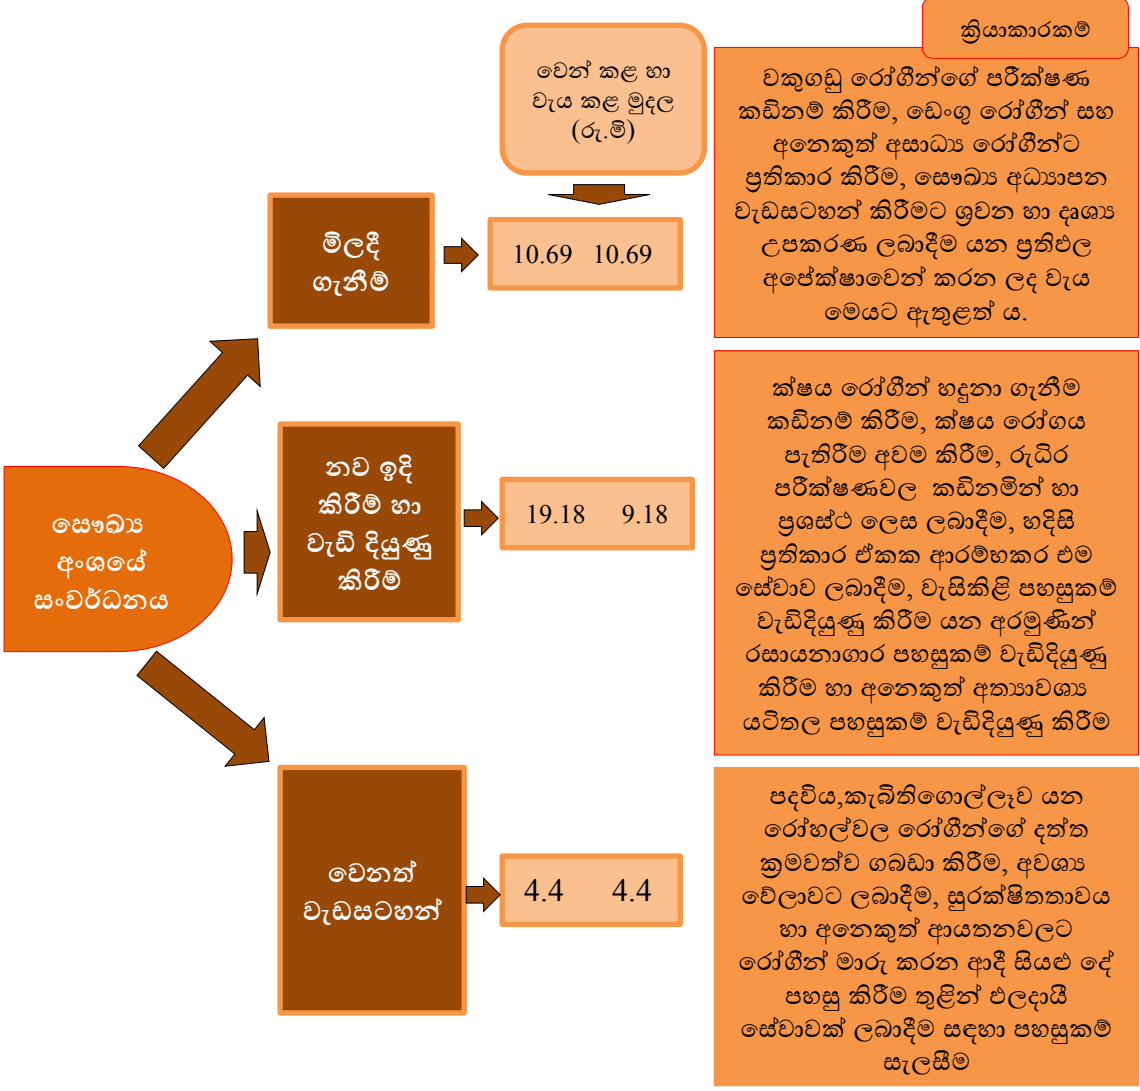 ක්‍රියාකාරකම්
වෙන් කළ හා
වැය කළ මුදල
(රු.මි)
සෞඛ්‍ය
අංශයේ
සංවර්ධනය
මිලදී
ගැනීම්
10.69 10.69
වකුගඩු රෝගීන්ගේ පරීක්ෂණ
කඩිනම් කිරීම, ඩෙංගු රෝගීන් සහ
අනෙකුත් අසාධ්‍ය රෝගීන්ට
ප්‍රතිකාර කිරීම, සෞඛ්‍ය අධ්‍යාපන
වැඩසටහන් කිරීමට ශ්‍රවන හා දෘශ්‍ය
උපකරණ ලබාදීම යන ප්‍රතිඵල
අපේක්ෂාවෙන් කරන ලද වැය
මෙයට ඇතුළත් ය.
නව ඉදි
කිරීම් හා
වැඩි දියුණු
කිරීම්
19.18 9.18
ක්ෂය රෝගීන් හදුනා ගැනීම
කඩිනම් කිරීම, ක්ෂය රෝගය
පැතිරීම අවම කිරීම, රුධිර
පරීක්ෂණවල කඩිනමින් හා
ප්‍රශස්ථ ලෙස ලබාදීම, හදිසි
ප්‍රතිකාර ඒකක ආරම්භකර එම
සේවාව ලබාදීම, වැසිකිළි පහසුකම්
වැඩිදියුණු කිරීම යන අරමුණින්
රසායනාගාර පහසුකම් වැඩිදියුණු
කිරීම හා අනෙකුත් අත්‍යාවශ්‍ය
යටිතල පහසුකම් වැඩිදියුණු කිරීම
වෙනත්
වැඩසටහන්
4.4 4.4
පදවිය,කැබිතිගොල්ලෑව යන
රෝහල්වල රෝගීන්ගේ දත්ත
ක්‍රමවත්ව ගබඩා කිරීම, අවශ්‍ය
වේලාවට ලබාදීම, සුරක්ෂිතතාවය
හා අනෙකුත් ආයතනවලට
රෝගීන් මාරු කරන ආදී සියළු දේ
පහසු කිරීම තුළින් ඵලදායී
සේවාවක් ලබාදීම සඳහා පහසුකම්
සැලසීම